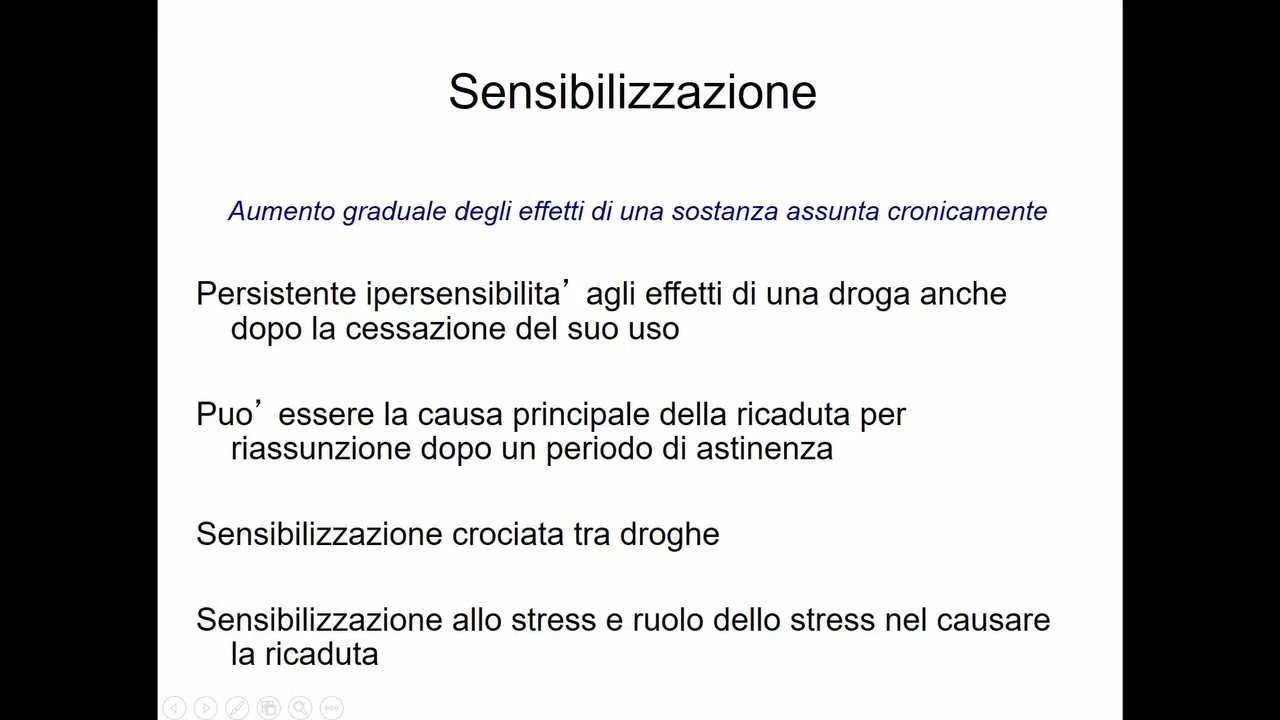 Sensibilizzazione
Aumento graduale degli effetti di una sostanza assunta cronicamente
Persistente ipersensibilita’ agli effetti di una droga anche
dopo la cessazione del suo uso
Puo’ essere la causa principale della ricaduta per
riassunzione dopo un periodo di astinenza
Sensibilizzazione crociata tra droghe
Sensibilizzazione allo stress e ruolo dello stress nel causare
la ricaduta